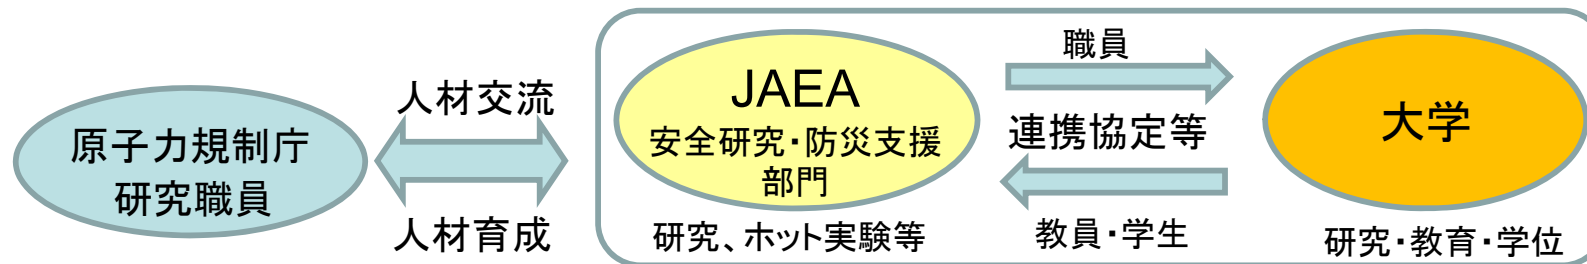 原子力規制庁
研究職員
人材交流
人材育成
JAEA
安全研究・防災支援
部門
研究、ホット実験等
職員
連携協定等
教員・学生
大学
研究・教育・学位